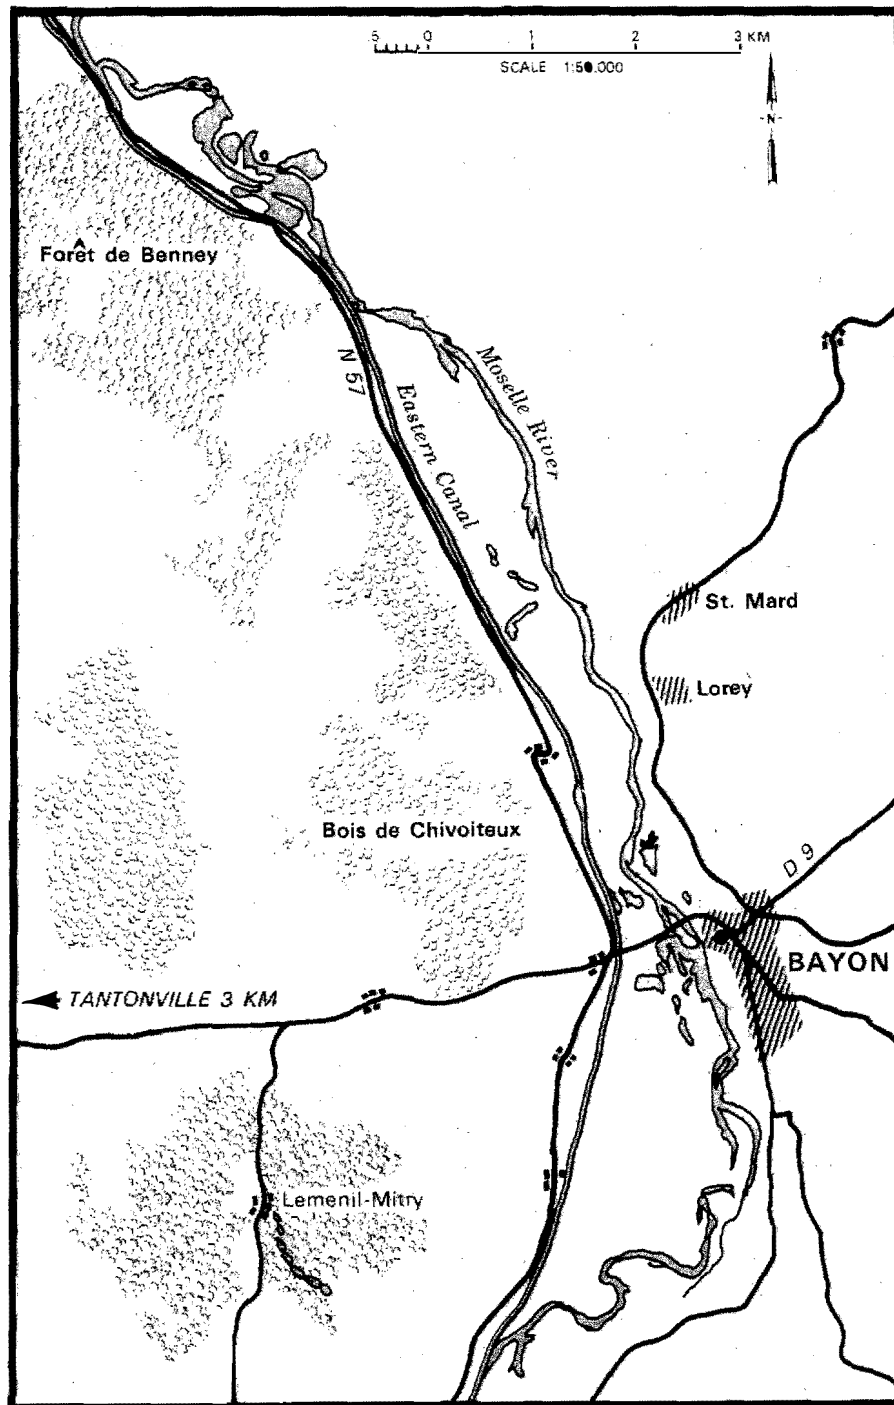 5 0 1 2 3 KM
SCALE 1:50.000
-N-
Forêt de Benney
N 57
Eastern Canal
Moselle River
St. Mard
Lorey
Bois de Chivoiteux
D 9
BAYON
TANTONVILLE 3 KM
Lemenil-Mitry